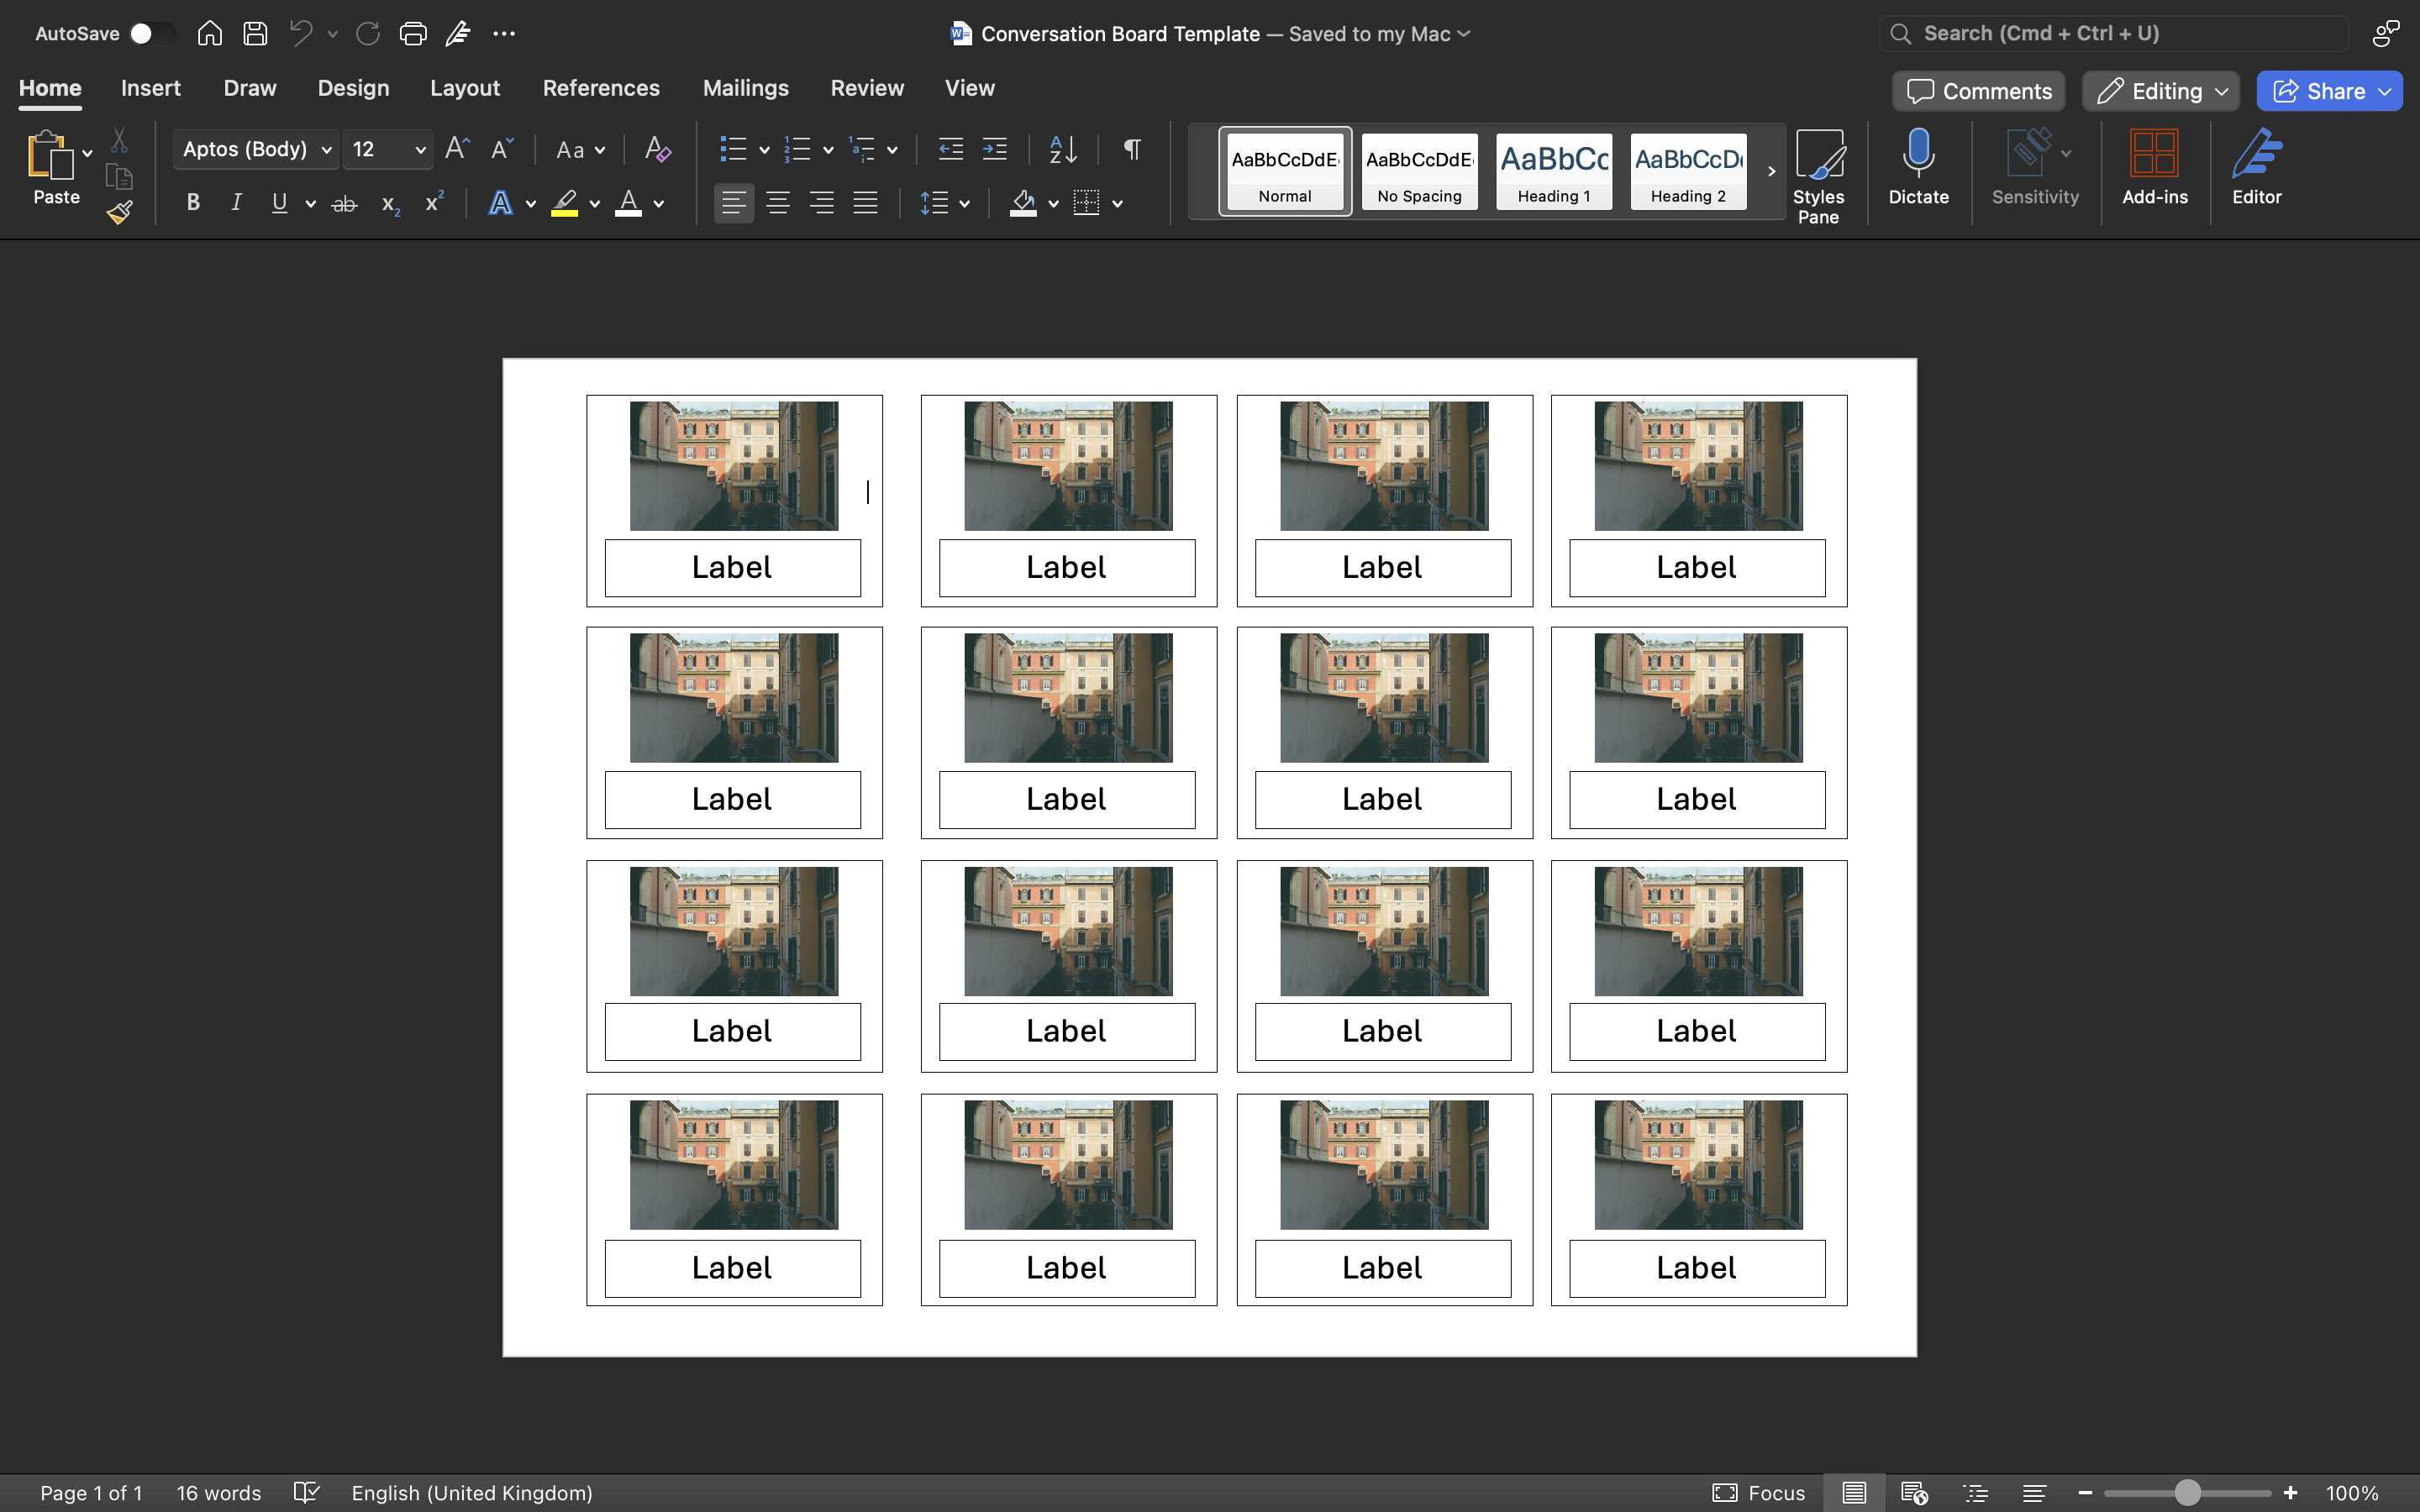 AutoSave
Conversation Board Template — Saved to my Mac
Search (Cmd + Ctrl + U)
Home Insert Draw Design Layout References Mailings Review View
Comments Editing Share
Paste
Aptos (Body) 12
AaBbCcDdE AaBbCcDdE AaBbCc AaBbCcD
Normal No Spacing Heading 1 Heading 2
Styles Pane
Dictate
Sensitivity
Add-ins
Editor
Label Label Label Label
Label Label Label Label
Label Label Label Label
Label Label Label Label
Page 1 of 1 16 words English (United Kingdom) Focus 100%